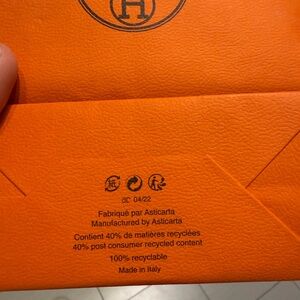 H
04/22
Fabriqué par Asticarta
Manufactured by Asticarta
Contient 40% de matières recyclées
40% post consumer recycled content
100% recyclable
Made in Italy